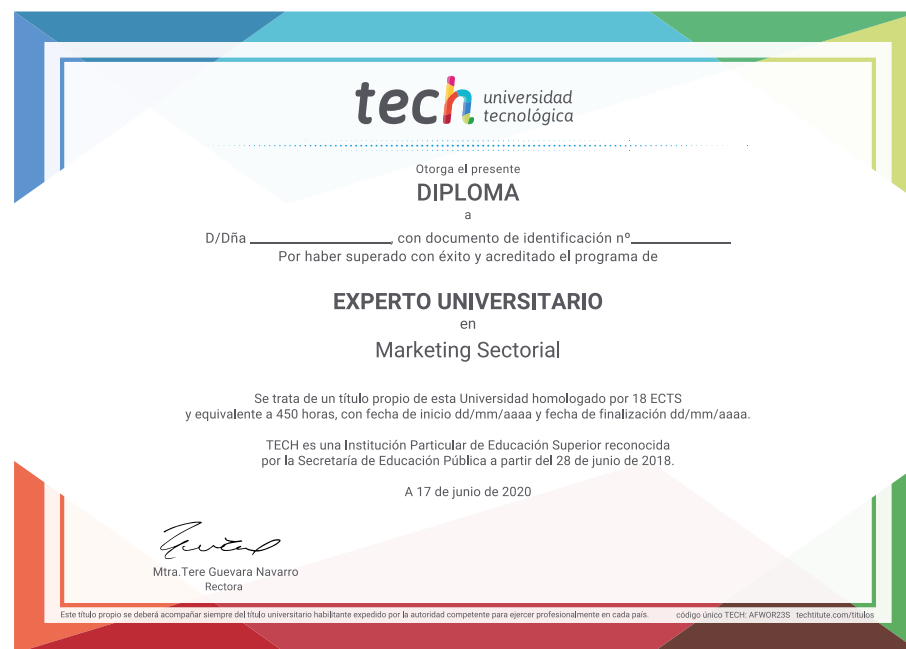 tech universidad
tecnológica
Otorga el presente
DIPLOMA
a
D/Dña ____________________, con documento de identificación nº______________
Por haber superado con éxito y acreditado el programa de
EXPERTO UNIVERSITARIO
en
Marketing Sectorial
Se trata de un título propio de esta Universidad homologado por 18 ECTS
y equivalente a 450 horas, con fecha de inicio dd/mm/aaaa y fecha de finalización dd/mm/aaaa.
TECH es una Institución Particular de Educación Superior reconocida
por la Secretaría de Educación Pública a partir del 28 de junio de 2018.
A 17 de junio de 2020
Mtra.Tere Guevara Navarro
Rectora
Este título propio se deberá acompañar siempre del título universitario habilitante expedido por la autoridad competente para ejercer profesionalmente en cada país. código único TECH: AFWOR23S techtitute.com/titulos